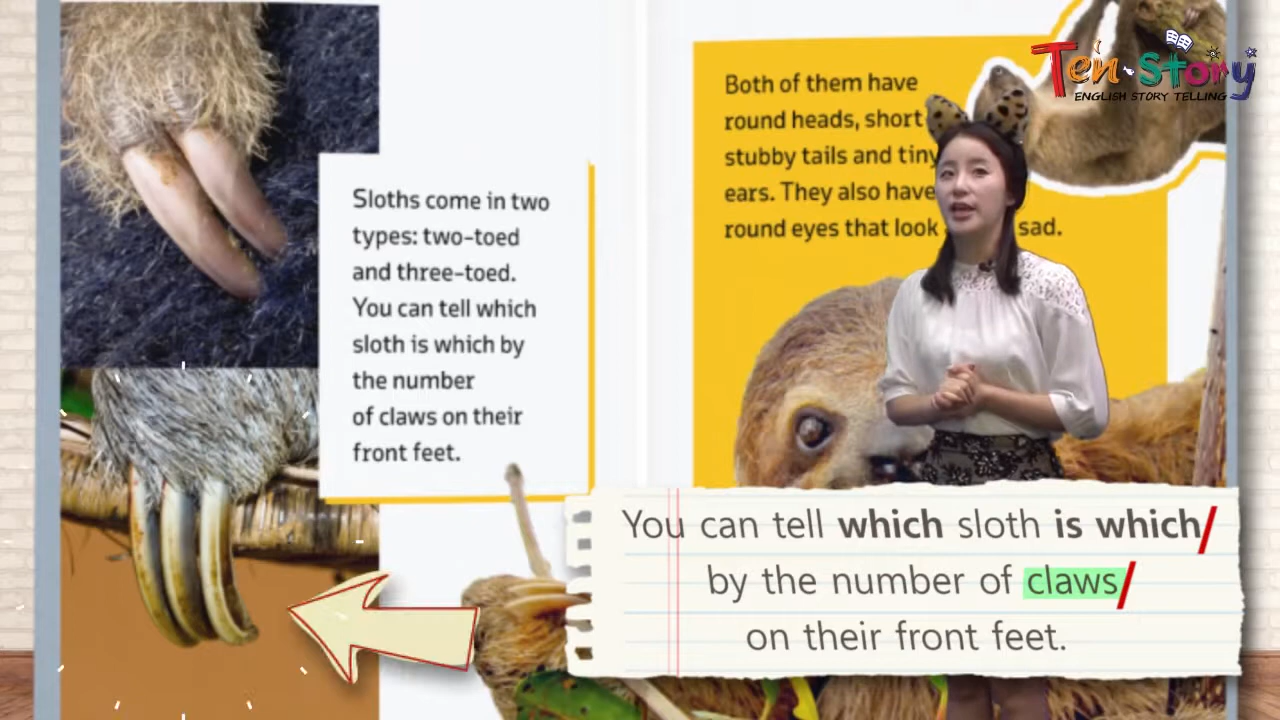 Sloths come in two
types: two-toed
and three-toed.
You can tell which
sloth is which by
the number
of claws on their
front feet.
Both of them have
round heads, short
stubby tails and tiny
ears. They also have
round eyes that look
sad.
Ten-Story
ENGLISH STORY TELLING
You can tell which sloth is which/
by the number of claws/
on their front feet.